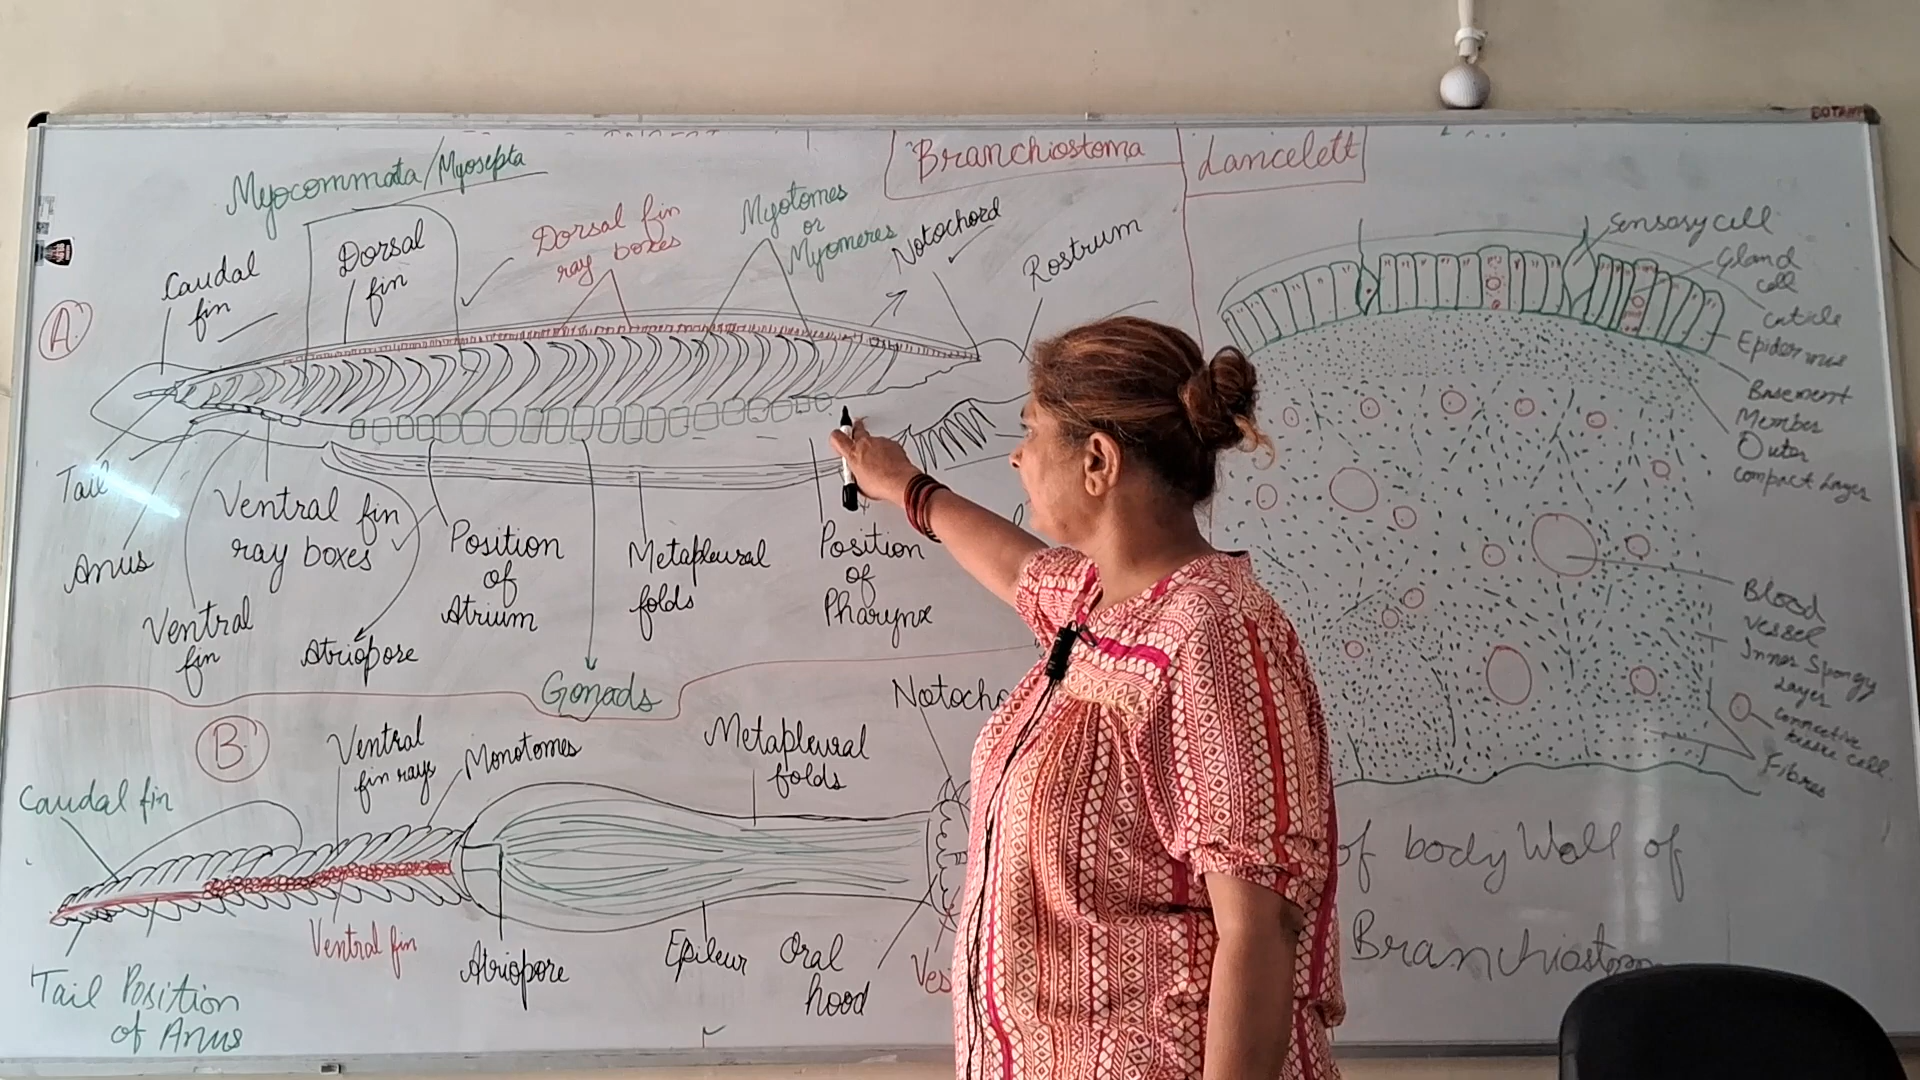 BOTANY
Branchiostoma
Lancelett
Myocommata/Myosepta
Dorsal fin
ray boxes
Myotomes
or
Myomeres
Notochord
Rostrum
Caudal
fin
Dorsal
fin
A
Tail
Anus
Ventral fin
ray boxes
Ventral
fin
Atriopore
Position
of
Atrium
Gonads
Metapleural
folds
Position
of
Pharynx
Sensory cell
Gland
cell
Cuticle
Epidermis
Basement
Outer
Compact Layer
Blood
Vessel
Inner Spongy
Layer
Connective
tissue cell
Fibres
of body Wall of
Branchiostoma
B
Caudal fin
Ventral
fin rays
Monotomes
Metapleural
folds
Notocho
Tail Position
of Anus
Ventral fin
Atriopore
Epileur
Oral
hood
Ves